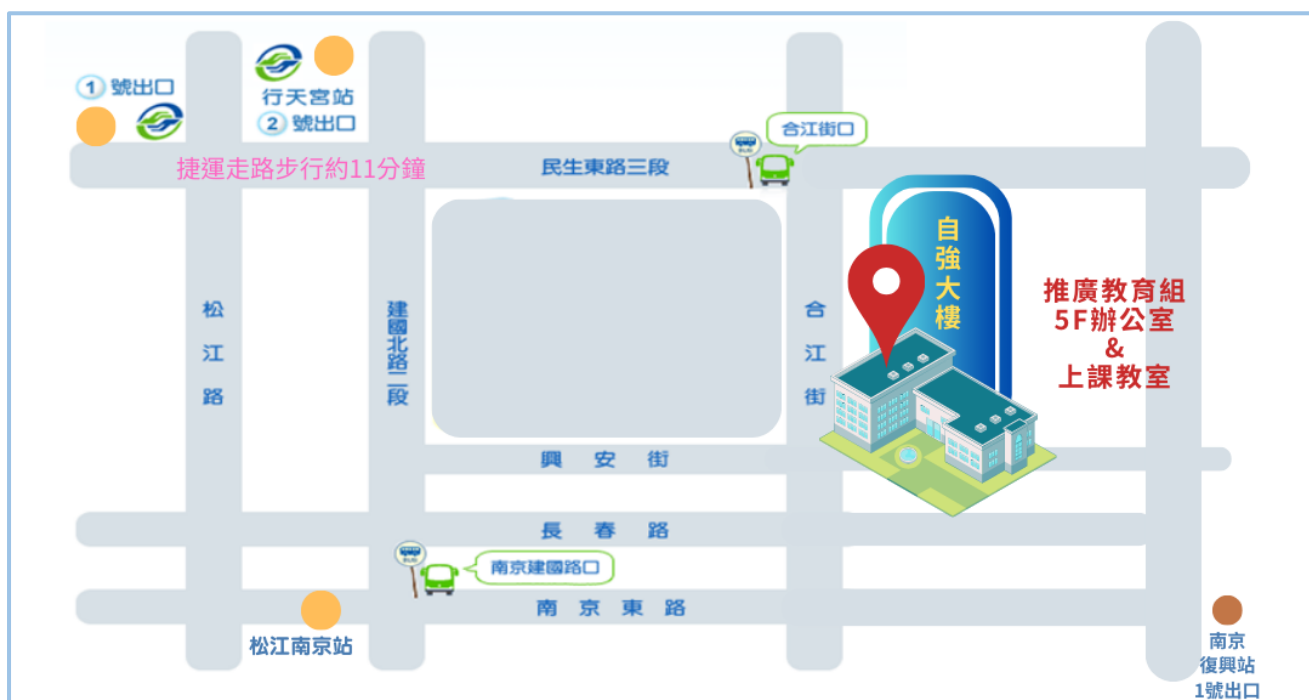 1 號出口
行天宮站
2 號出口
捷運走路步行約11分鐘
民生東路三段
BUS
合江街口
松江路
建國北路二段
合江街
自強大樓
推廣教育組
5F辦公室
&
上課教室
興安街
長春路
BUS
南京建國路口
南京東路
松江南京站
南京
復興站
1號出口